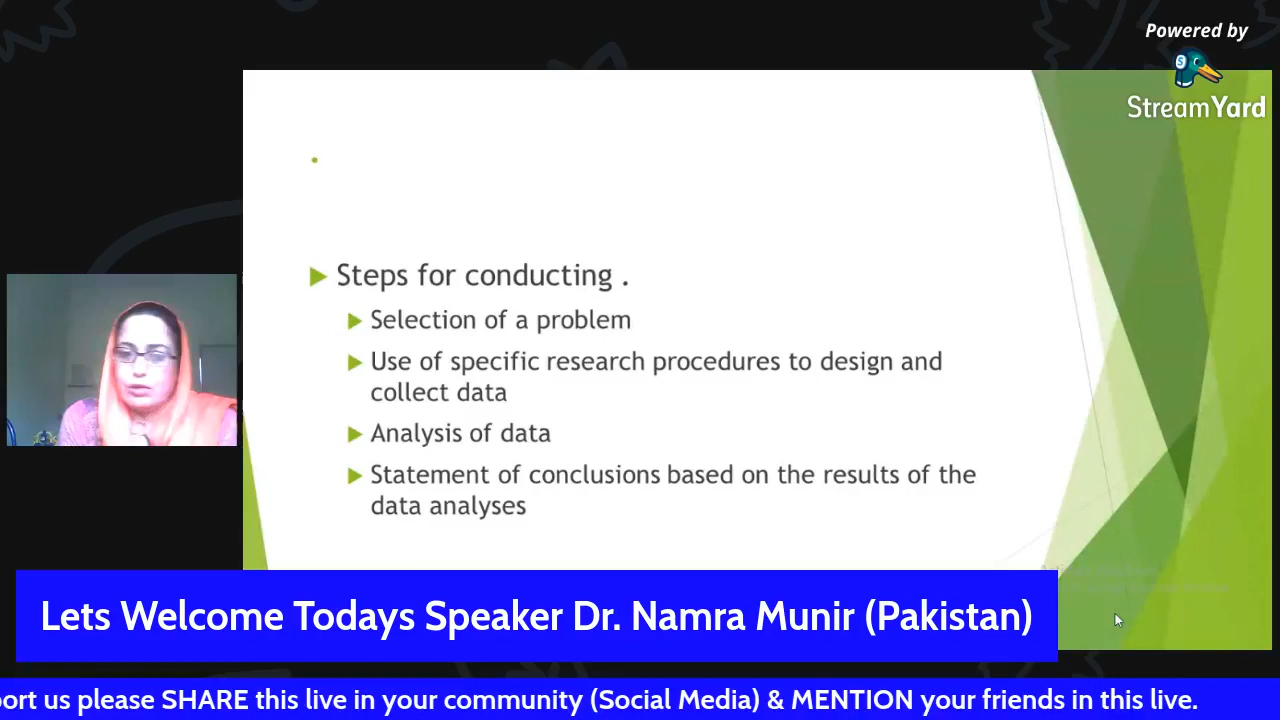 Powered by
StreamYard
.
Steps for conducting .
Selection of a problem
Use of specific research procedures to design and
collect data
Analysis of data
Statement of conclusions based on the results of the
data analyses
Lets Welcome Todays Speaker Dr. Namra Munir (Pakistan)
us please SHARE this live in your community (Social Media) & MENTION your friends in this live.